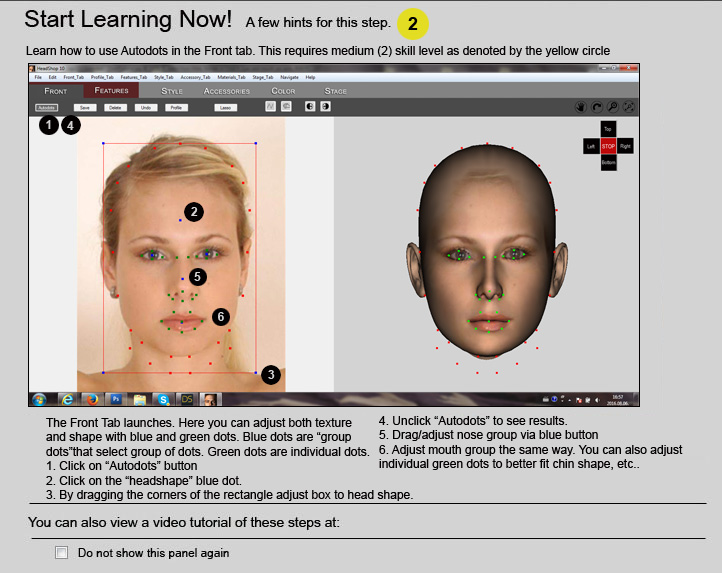 Start Learning Now! A few hints for this step. 2
Learn how to use Autodots in the Front tab. This requires medium (2) skill level as denoted by the yellow circle
HeadShop 10
File Edit Front_Tab Profile_Tab Features_Tab Style_Tab Accessory_Tab Materials_Tab Stage_Tab Navigate Help
FRONT FEATURES STYLE ACCESSORIES COLOR STAGE
Autodots Save Delete Undo Profile Lasso
1 4
Top
Left STOP Right
Bottom
2
5
6
3
Ps S DS
16:57
2018.08.06.
The Front Tab launches. Here you can adjust both texture
and shape with blue and green dots. Blue dots are “group
dots”that select group of dots. Green dots are individual dots.
1. Click on “Autodots” button
2. Click on the “headshape” blue dot.
3. By dragging the corners of the rectangle adjust box to head shape.
4. Unclick “Autodots” to see results.
5. Drag/adjust nose group via blue button
6. Adjust mouth group the same way. You can also adjust
individual green dots to better fit chin shape, etc..
You can also view a video tutorial of these steps at:
Do not show this panel again